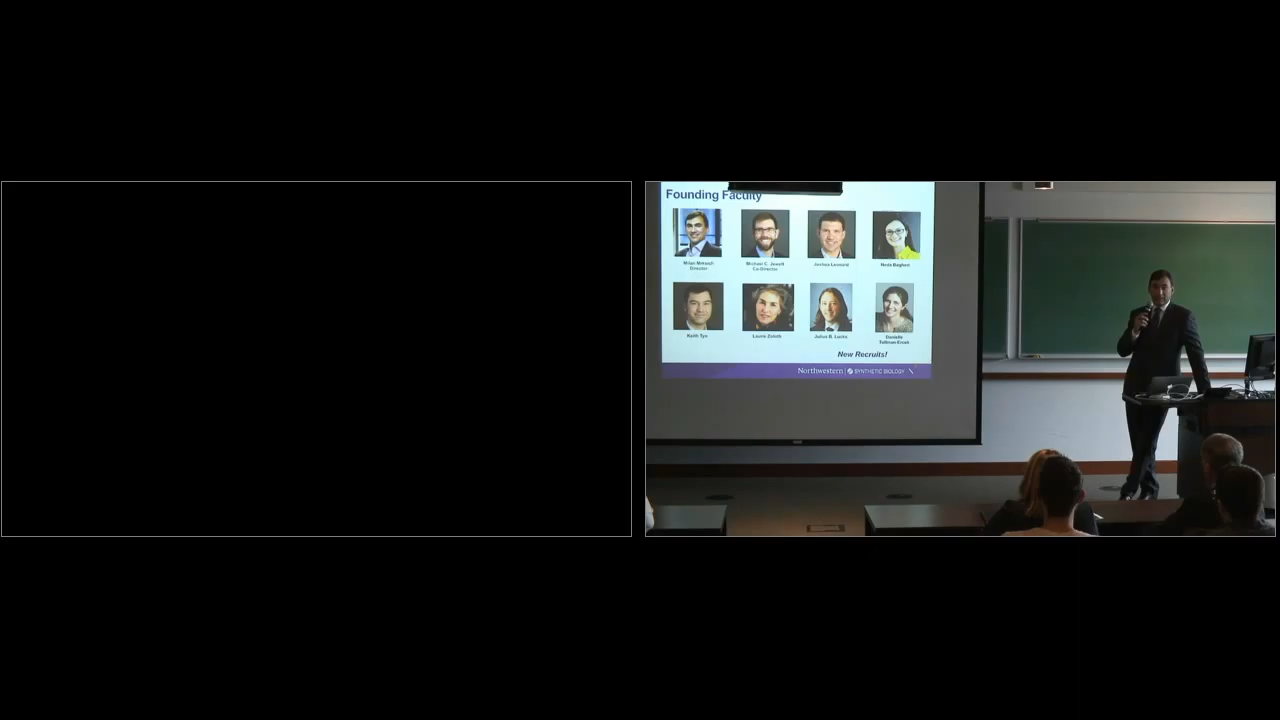 Founding Faculty
Milan Mrksich
Director
Michael C. Jewett
Co-Director
Joshua Leonard
Neda Bagheri
Keith Tyo
Laurie Zoloth
Julius B. Lucks
Danielle
Tullman-Ercek
New Recruits!
Northwestern | SYNTHETIC BIOLOGY